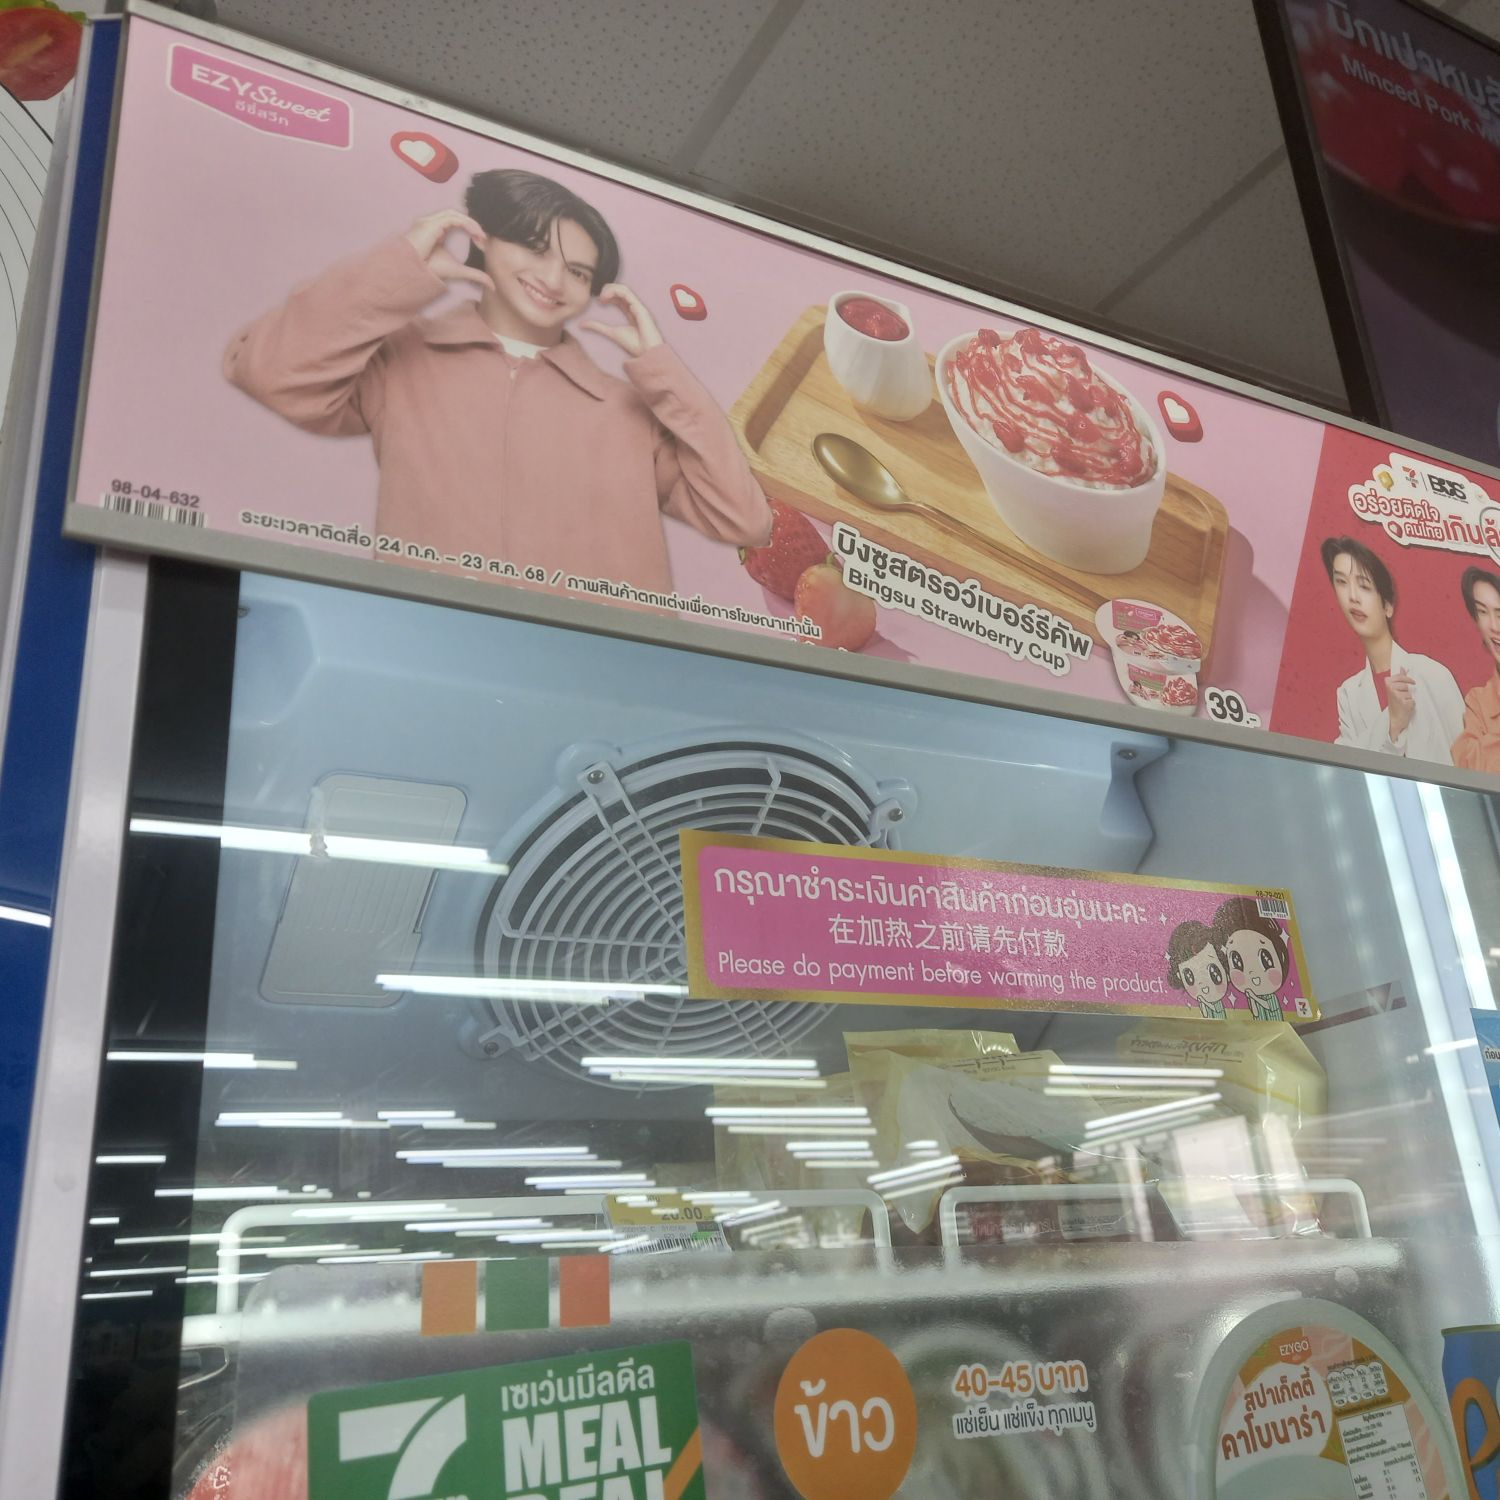 EZY Sweet
อีซี่สวีท
98-04-632
ระยะเวลาติดสื่อ 24 ก.ค. – 23 ส.ค. 68 / ภาพสินค้าตกแต่งเพื่อการโฆษณาเท่านั้น
บิงซูสตรอว์เบอร์รีคัพ
Bingsu Strawberry Cup
39.-
Minced Pork
BUS
อร่อยติดใจ
คนไทย
กรุณาชำระเงินค่าสินค้าก่อนอุ่นนะคะ
98-79-021
在加热之前请先付款
Please do payment before warming the product.
20.00
7
เซเว่นมีลดีล
MEAL
DEAL
ข้าว
40-45 บาท
แช่เย็น แช่แข็ง ทุกเมนู
EZYGO
สปาเก็ตตี้
คาโบนาร่า